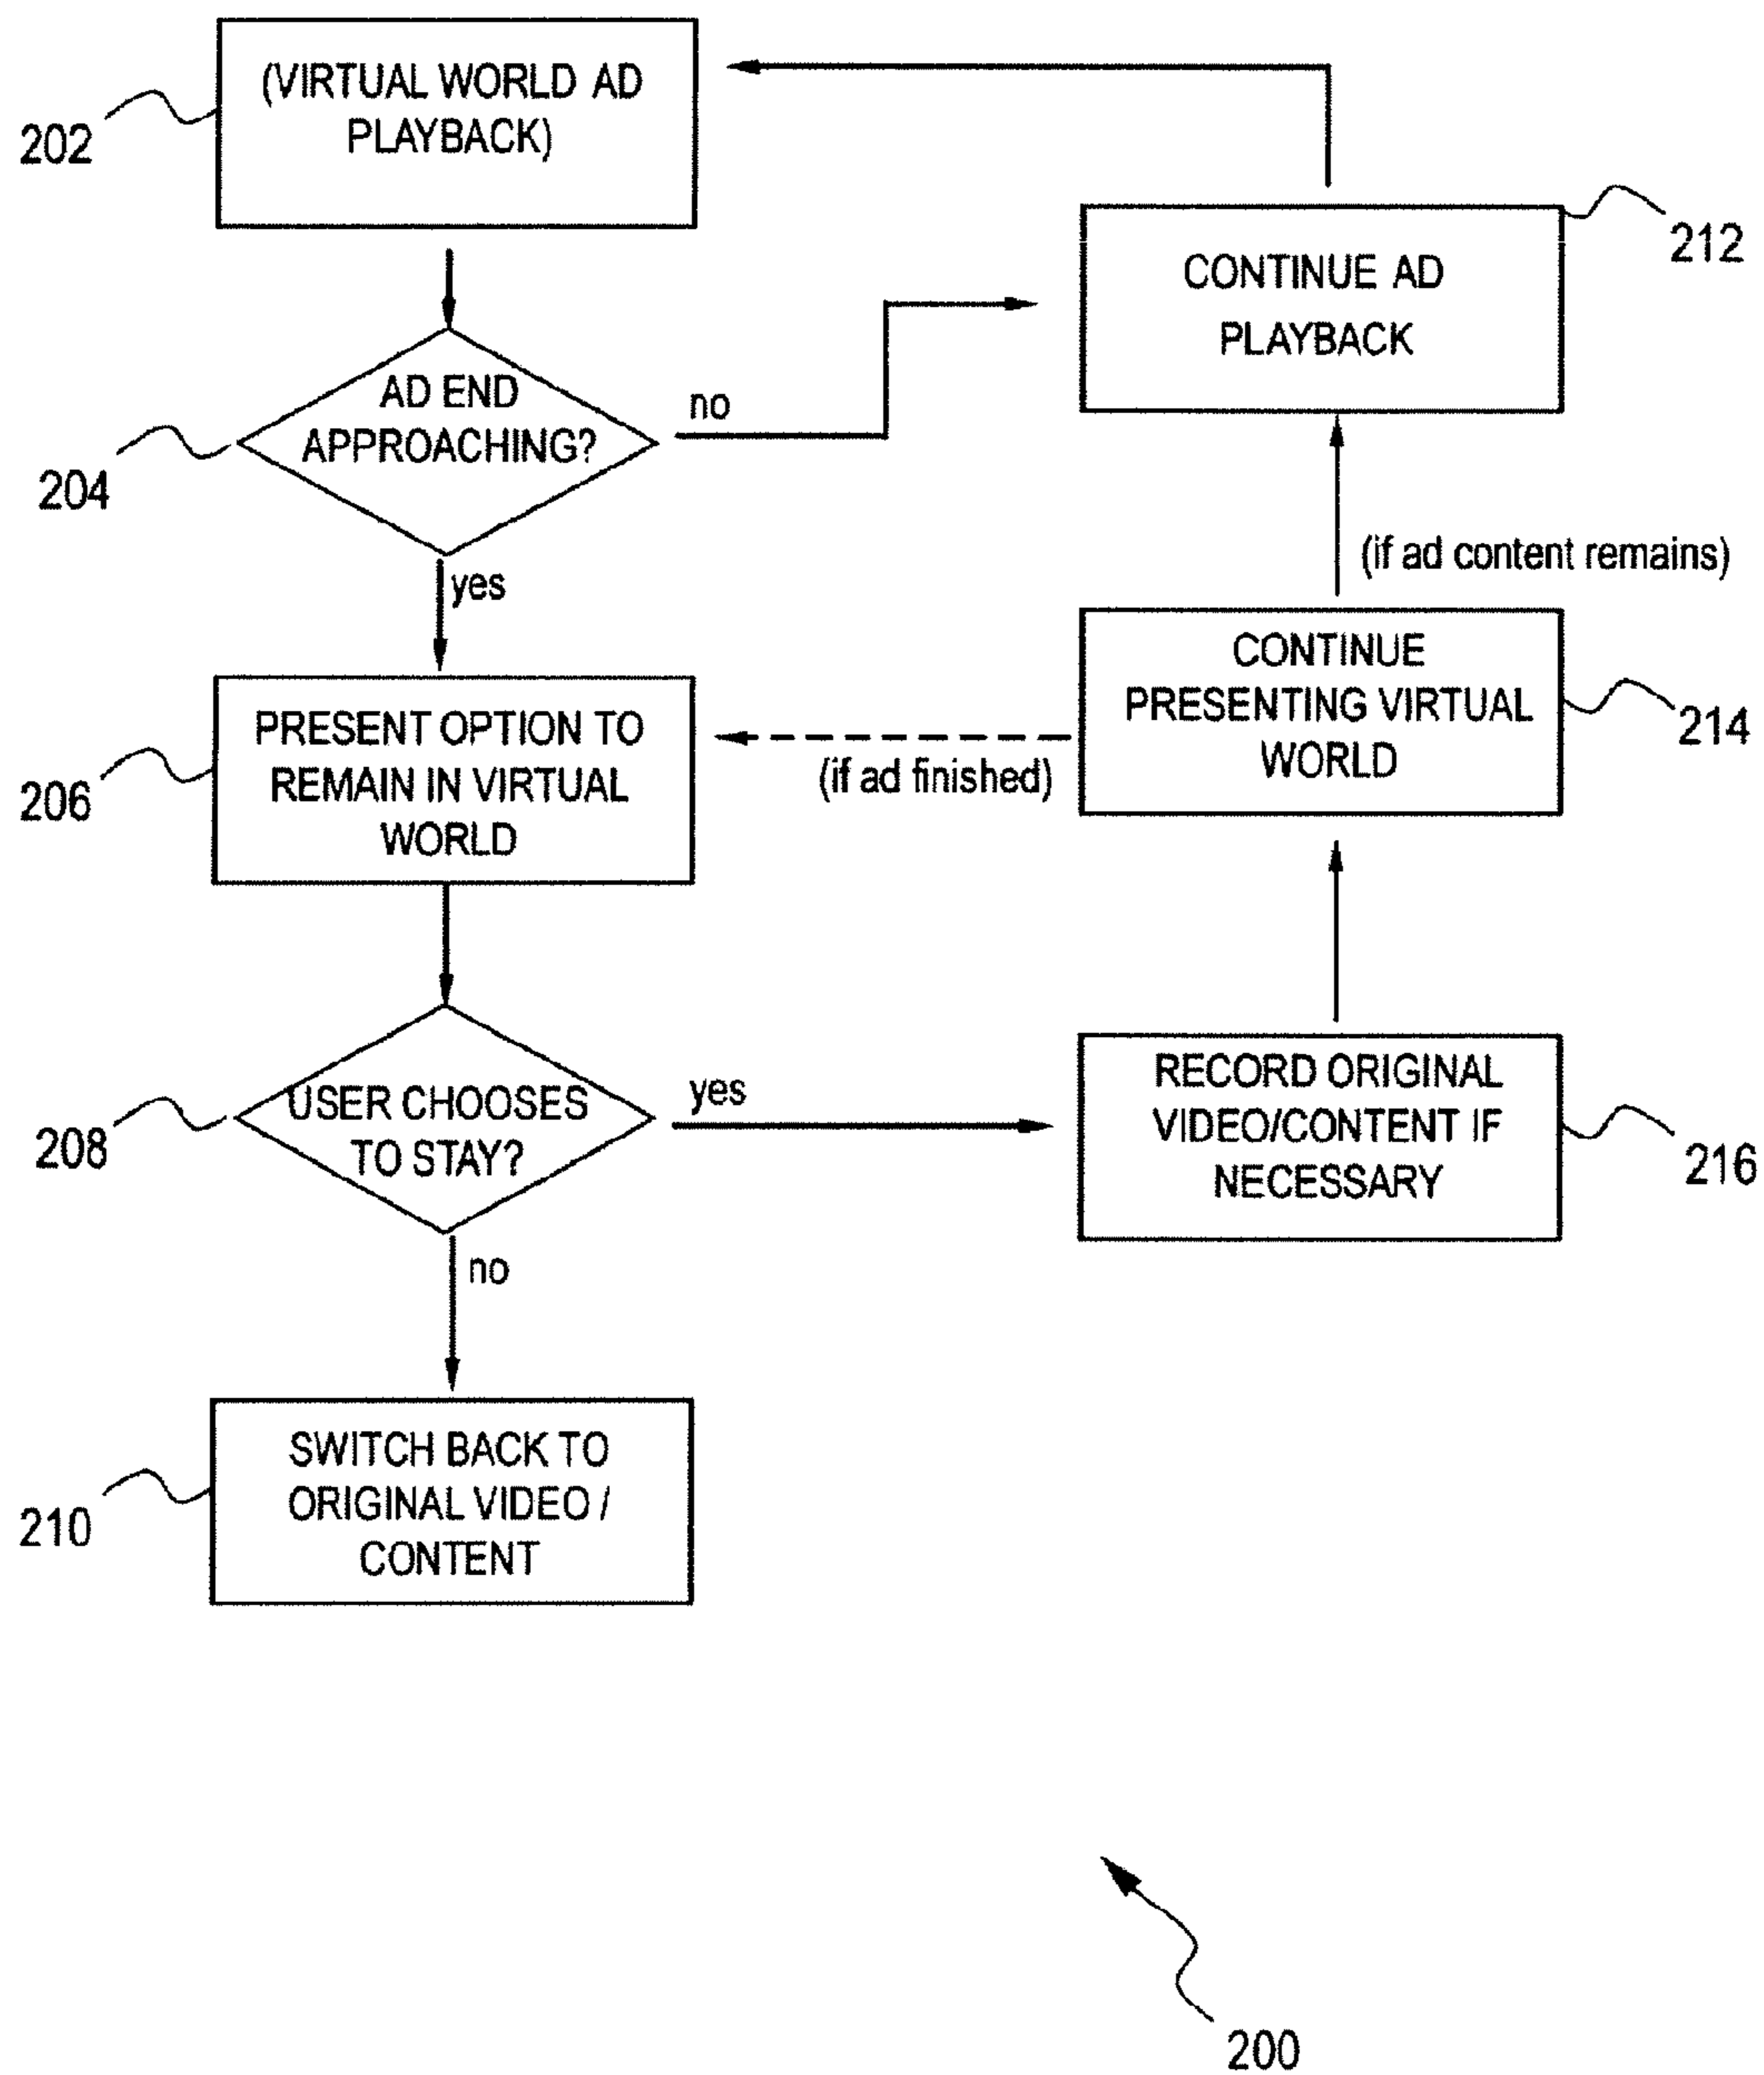 (VIRTUAL WORLD AD
PLAYBACK)
202
CONTINUE AD
PLAYBACK
212
AD END
APPROACHING?
204
no
yes
(if ad content remains)
PRESENT OPTION TO
REMAIN IN VIRTUAL
WORLD
206
(if ad finished)
CONTINUE
PRESENTING VIRTUAL
WORLD
214
USER CHOOSES
TO STAY?
208
yes
no
RECORD ORIGINAL
VIDEO/CONTENT IF
NECESSARY
216
SWITCH BACK TO
ORIGINAL VIDEO /
CONTENT
210
200